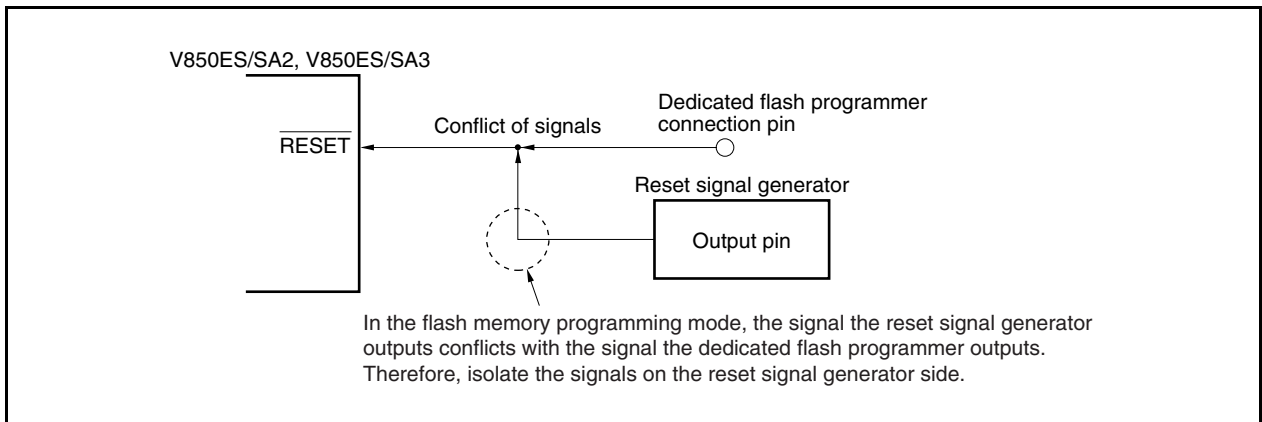 V850ES/SA2, V850ES/SA3
Dedicated flash programmer
connection pin
Conflict of signals
RESET
Reset signal generator
Output pin
In the flash memory programming mode, the signal the reset signal generator
outputs conflicts with the signal the dedicated flash programmer outputs.
Therefore, isolate the signals on the reset signal generator side.